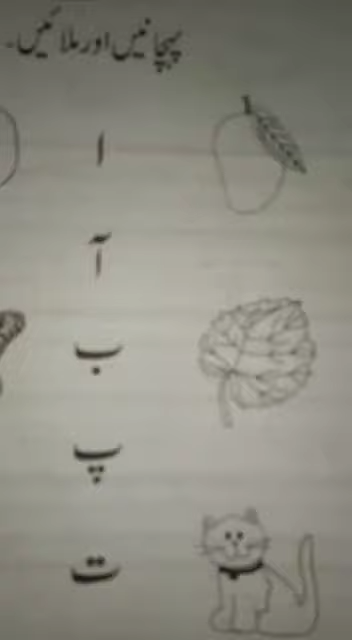 پہچانیں اور ملائیں۔
ا
آ
ب
پ
ت